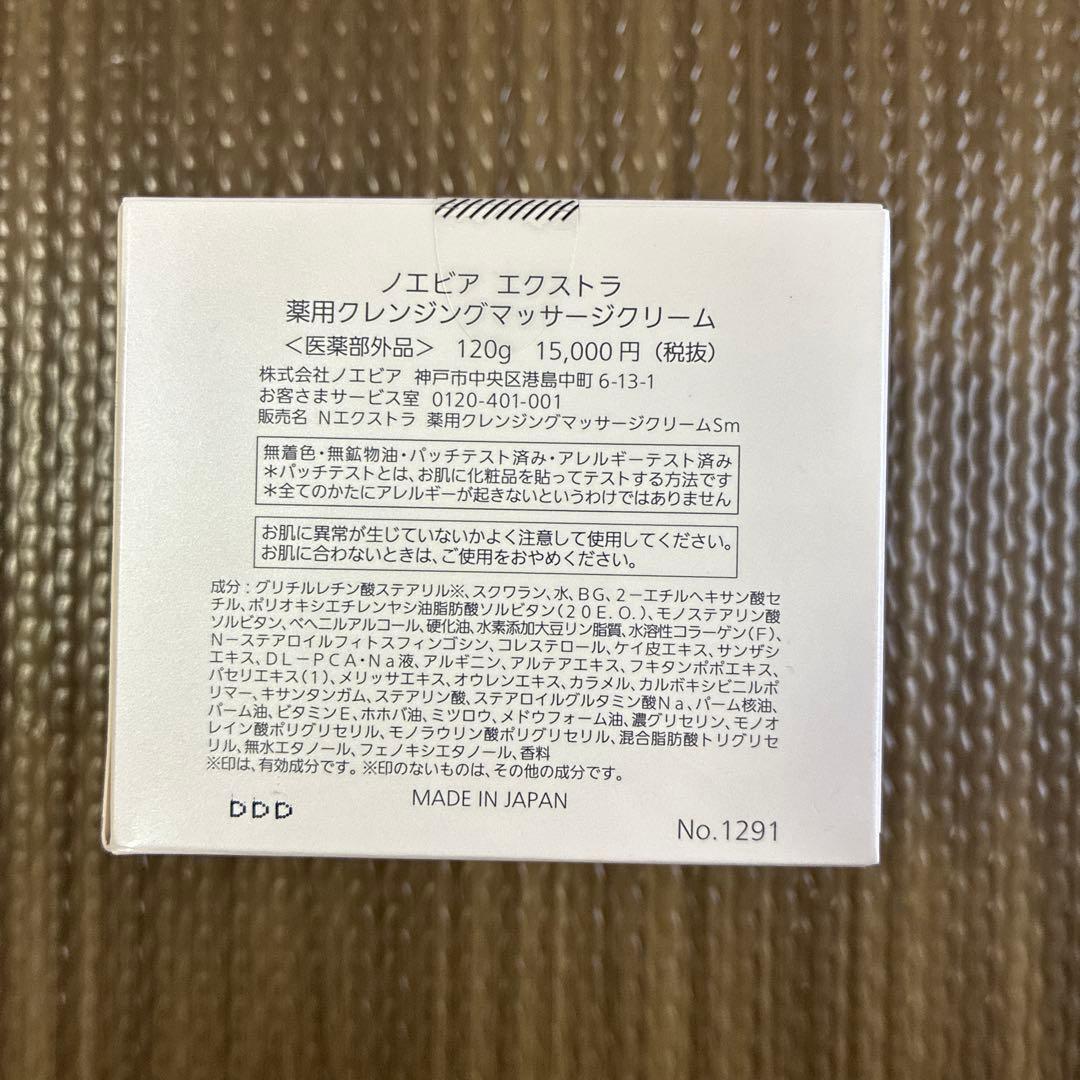 ノエビア エクストラ
薬用クレンジングマッサージクリーム
＜医薬部外品＞ 120g 15,000円（税抜）
株式会社ノエビア 神戸市中央区港島中町6-13-1
お客さまサービス室 0120-401-001
販売名 Nエクストラ 薬用クレンジングマッサージクリームSm
無着色・無鉱物油・パッチテスト済み・アレルギーテスト済み
＊パッチテストとは、お肌に化粧品を貼ってテストする方法です
＊全てのかたにアレルギーが起きないというわけではありません
お肌に異常が生じていないかよく注意して使用してください。
お肌に合わないときは、ご使用をおやめください。
成分：グリチルレチン酸ステアリル※、スクワラン、水、BG、2－エチルヘキサン酸セ
チル、ポリオキシエチレンヤシ油脂肪酸ソルビタン(20E.O.)、モノステアリン酸
ソルビタン、ベヘニルアルコール、硬化油、水素添加大豆リン脂質、水溶性コラーゲン(F)、
N－ステアロイルフィトスフィンゴシン、コレステロール、ケイ皮エキス、サンザシ
エキス、DL－PCA・Na液、アルギニン、アルテアエキス、フキタンポポエキス、
パセリエキス(1)、メリッサエキス、オウレンエキス、カラメル、カルボキシビニルポ
リマー、キサンタンガム、ステアリン酸、ステアロイルグルタミン酸Na、パーム核油、
パーム油、ビタミンE、ホホバ油、ミツロウ、メドウフォーム油、濃グリセリン、モノオ
レイン酸ポリグリセリル、モノラウリン酸ポリグリセリル、混合脂肪酸トリグリセ
リル、無水エタノール、フェノキシエタノール、香料
※印は、有効成分です。※印のないものは、その他の成分です。
MADE IN JAPAN
DDD
No.1291